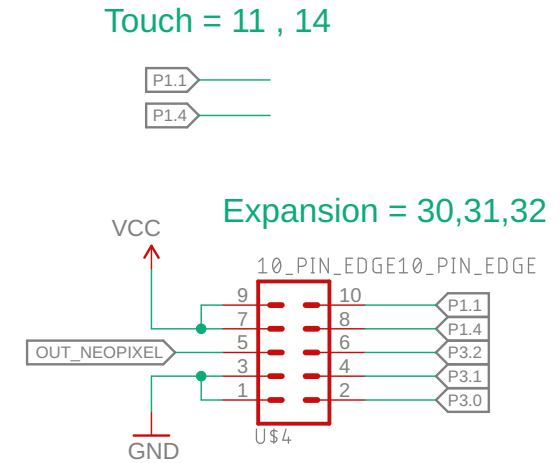 Touch = 11 , 14
P1.1
P1.4
Expansion = 30,31,32
VCC
10_PIN_EDGE10_PIN_EDGE
9 10 P1.1
7 8 P1.4
OUT_NEOPIXEL 5 6 P3.2
3 4 P3.1
1 2 P3.0
U$4
GND